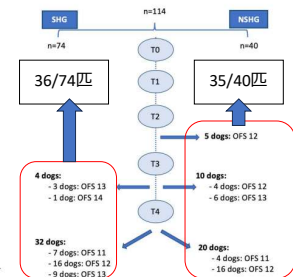 n=114
SHG
NSHG
n=74
n=40
T0
36/74匹
35/40匹
T1
T2
5 dogs: OFS 12
T3
4 dogs:
- 3 dogs: OFS 13
- 1 dog: OFS 14
10 dogs:
- 4 dogs: OFS 12
- 6 dogs: OFS 13
T4
32 dogs:
- 7 dogs: OFS 11
- 16 dogs: OFS 12
- 9 dogs: OFS 13
20 dogs:
- 4 dogs: OFS 11
- 16 dogs: OFS 12